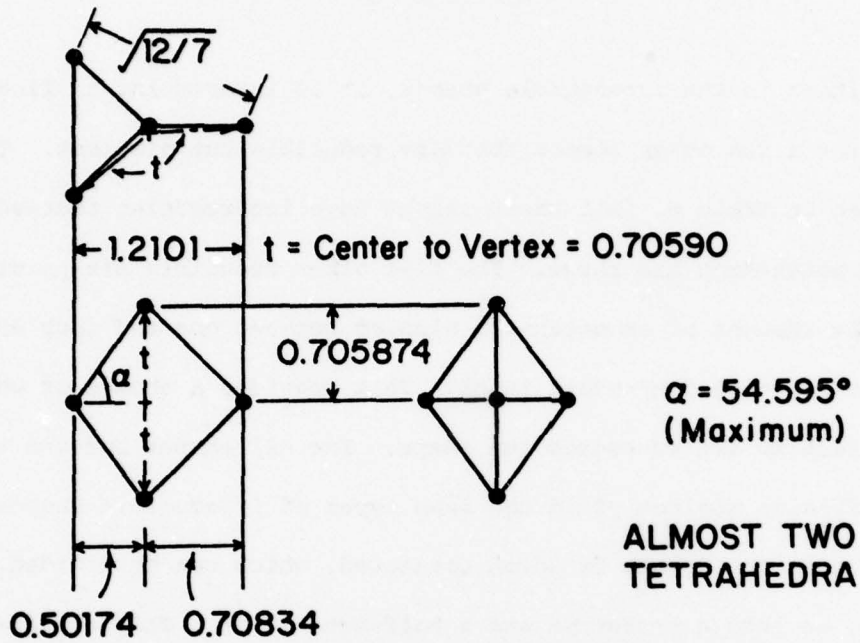 √12/7
t
1.2101
t = Center to Vertex = 0.70590
t
α
t
0.705874
α = 54.595°
(Maximum)
ALMOST TWO
TETRAHEDRA
0.50174
0.70834